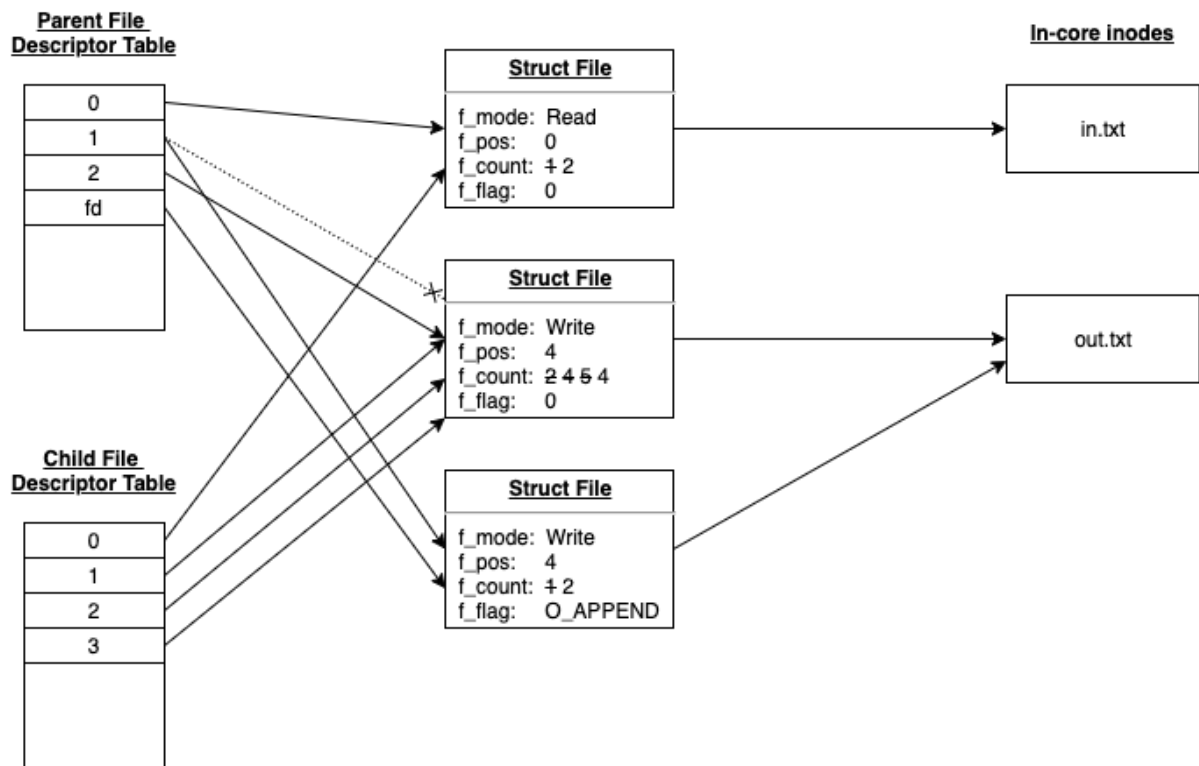 Parent File
Descriptor Table
0
1
2
fd
Child File
Descriptor Table
0
1
2
3
Struct File
f_mode: Read
f_pos: 0
f_count: 1 2
f_flag: 0
Struct File
f_mode: Write
f_pos: 4
f_count: 2 4 5 4
f_flag: 0
Struct File
f_mode: Write
f_pos: 4
f_count: 1 2
f_flag: O_APPEND
In-core inodes
in.txt
out.txt